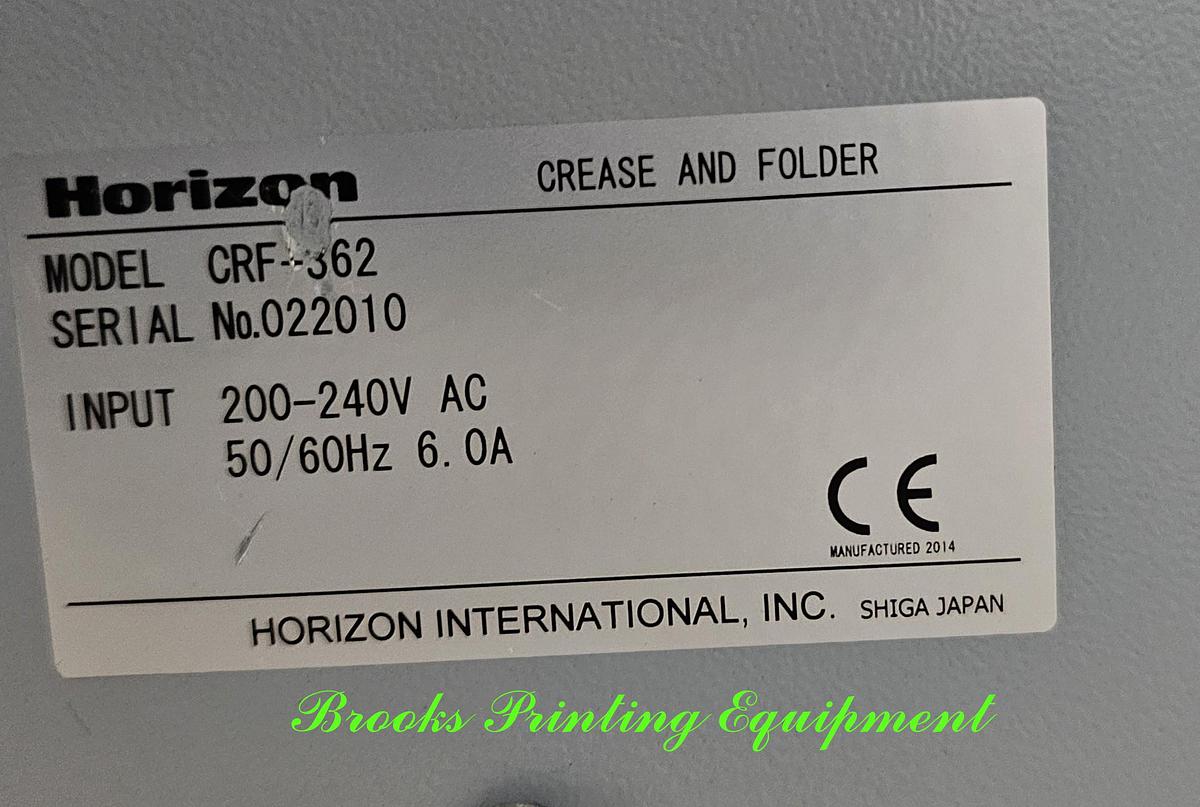 Horizon CREASE AND FOLDER
MODEL CRF-362
SERIAL No.022010
INPUT 200-240V AC
50/60Hz 6.0A
CE
MANUFACTURED 2014
HORIZON INTERNATIONAL, INC. SHIGA JAPAN
Brooks Printing Equipment